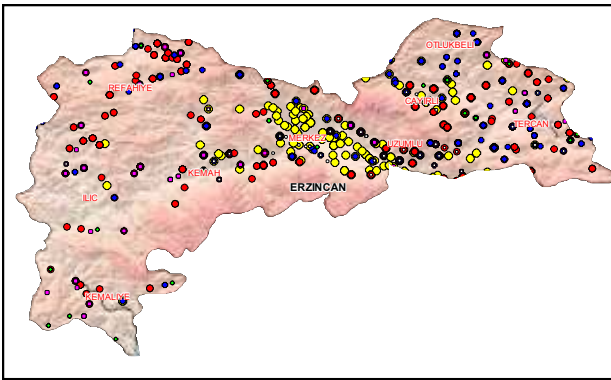 OTLUKBELI
REFAHIYE
CAYIRLI
TERCAN
MERKEZ
UZUMLU
KEMAH
ERZINCAN
ILIC
KEMALIYE